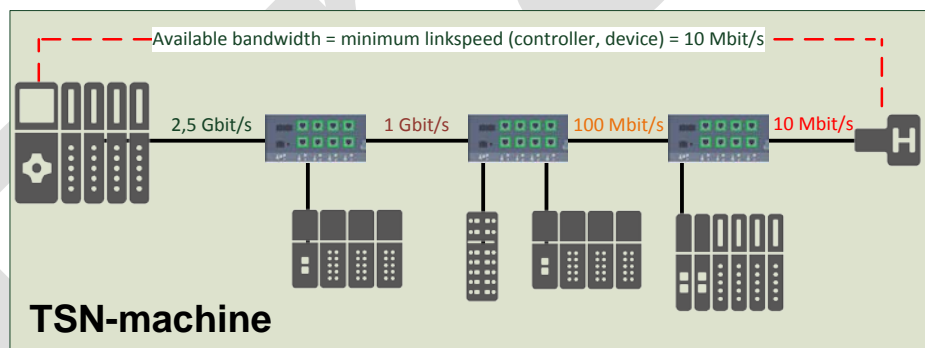 Available bandwidth = minimum linkspeed (controller, device) = 10 Mbit/s
2,5 Gbit/s 1 Gbit/s 100 Mbit/s 10 Mbit/s
H
TSN-machine